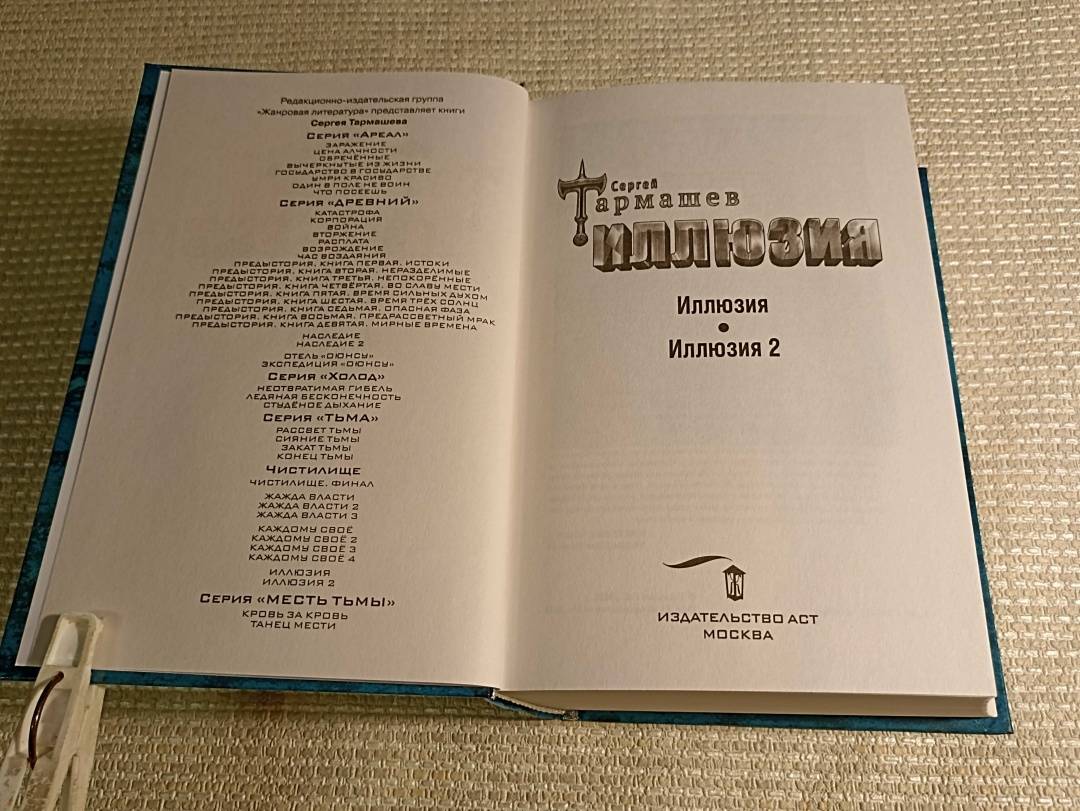 Редакционно-издательская группа
«Жанровая литература» представляет книги
Сергея Тармашева
Серия «Ареал»
ЗАРАЖЕНИЕ
ЦЕНА АЛЧНОСТИ
ОБРЕЧЁННЫЕ
ВЫЧЕРКНУТЫЕ ИЗ ЖИЗНИ
ГОСУДАРСТВО В ГОСУДАРСТВЕ
УМРИ КРАСИВО
ОДИН В ПОЛЕ НЕ ВОИН
ЧТО ПОСЕЕШЬ
Серия «ДРЕВНИЙ»
КАТАСТРОФА
КОРПОРАЦИЯ
ВОЙНА
ВТОРЖЕНИЕ
РАСПЛАТА
ВОЗРОЖДЕНИЕ
ЧАС ВОЗДАЯНИЯ
ПРЕДЫСТОРИЯ. КНИГА ПЕРВАЯ. ИСТОКИ
ПРЕДЫСТОРИЯ. КНИГА ВТОРАЯ. НЕРАЗДЕЛИМЫЕ
ПРЕДЫСТОРИЯ. КНИГА ТРЕТЬЯ. НЕПОКОРЁННЫЕ
ПРЕДЫСТОРИЯ. КНИГА ЧЕТВЁРТАЯ. ВО СЛАВУ МЕСТИ
ПРЕДЫСТОРИЯ. КНИГА ПЯТАЯ. ВРЕМЯ СИЛЬНЫХ ДУХОМ
ПРЕДЫСТОРИЯ. КНИГА ШЕСТАЯ. ВРЕМЯ ТРЁХ СОЛНЦ
ПРЕДЫСТОРИЯ. КНИГА СЕДЬМАЯ. ОПАСНАЯ ФАЗА
ПРЕДЫСТОРИЯ. КНИГА ВОСЬМАЯ. ПРЕДРАССВЕТНЫЙ МРАК
ПРЕДЫСТОРИЯ. КНИГА ДЕВЯТАЯ. МИРНЫЕ ВРЕМЕНА
НАСЛЕДИЕ
НАСЛЕДИЕ 2
ОТЕЛЬ «ОЮНСУ»
ЭКСПЕДИЦИЯ «ОЮНСУ»
Серия «Холод»
НЕОТВРАТИМАЯ ГИБЕЛЬ
ЛЕДЯНАЯ БЕСКОНЕЧНОСТЬ
СТУДЁНОЕ ДЫХАНИЕ
Серия «ТЬМА»
РАССВЕТ ТЬМЫ
СИЯНИЕ ТЬМЫ
ЗАКАТ ТЬМЫ
КОНЕЦ ТЬМЫ
Чистилище
ЧИСТИЛИЩЕ. ФИНАЛ
ЖАЖДА ВЛАСТИ
ЖАЖДА ВЛАСТИ 2
ЖАЖДА ВЛАСТИ 3
КАЖДОМУ СВОЁ
КАЖДОМУ СВОЁ 2
КАЖДОМУ СВОЁ 3
КАЖДОМУ СВОЁ 4
ИЛЛЮЗИЯ
ИЛЛЮЗИЯ 2
Серия «МЕСТЬ ТЬМЫ»
КРОВЬ ЗА КРОВЬ
ТАНЕЦ МЕСТИ
Сергей
Тармашев
ИЛЛЮЗИЯ
Иллюзия
•
Иллюзия 2
Ж
ИЗДАТЕЛЬСТВО АСТ
МОСКВА